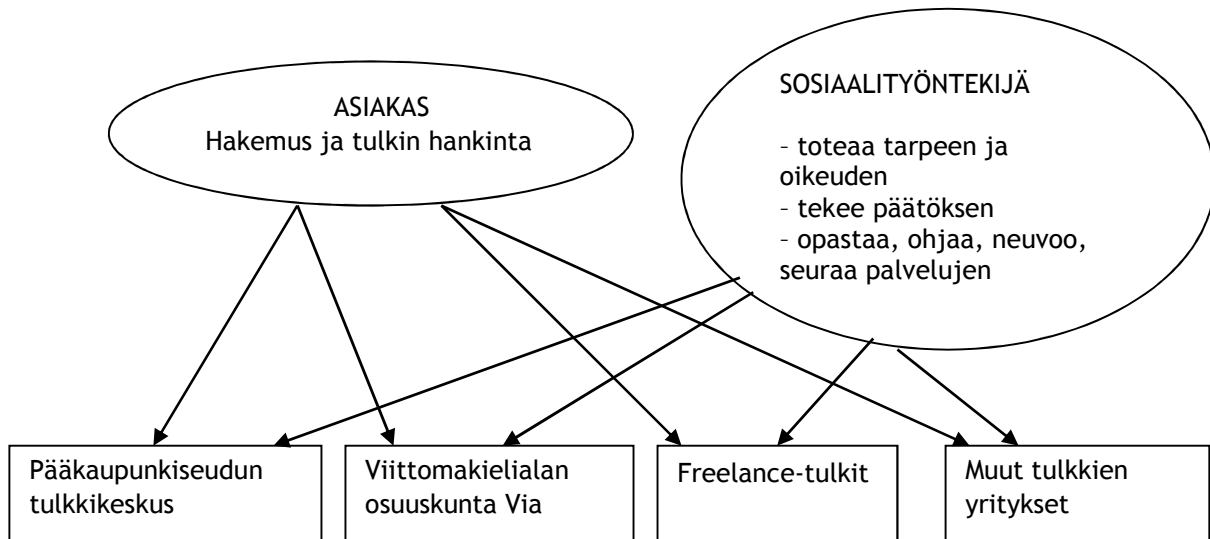 ASIAKAS
Hakemus ja tulkin hankinta
SOSIAALITYÖNTEKIJÄ
- toteaa tarpeen ja
oikeuden
- tekee päätöksen
- opastaa, ohjaa, neuvoo,
seuraa palvelujen
Pääkaupunkiseudun
tulkkikeskus
Viittomakielialan
osuuskunta Via
Freelance-tulkit
Muut tulkkien
yritykset